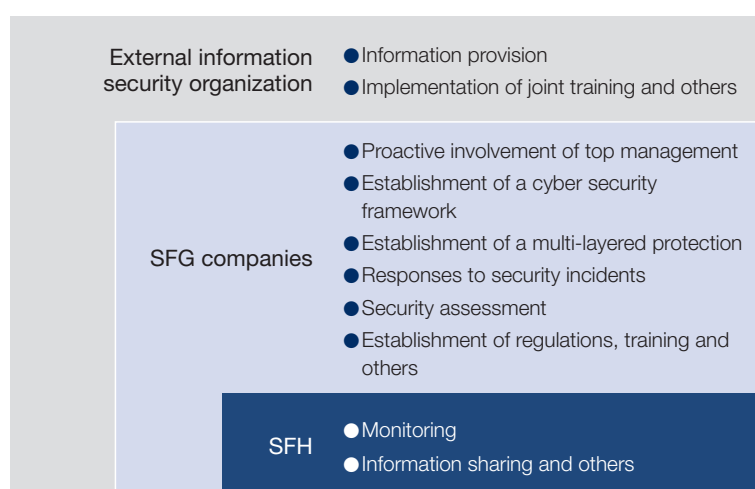 External information
security organization
●Information provision
●Implementation of joint training and others
SFG companies
●Proactive involvement of top management
●Establishment of a cyber security
framework
●Establishment of a multi-layered protection
●Responses to security incidents
●Security assessment
●Establishment of regulations, training and
others
SFH
●Monitoring
●Information sharing and others